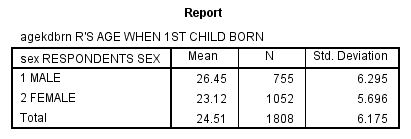 Report
agekdbrn R'S AGE WHEN 1ST CHILD BORN
sex RESPONDENTS SEX Mean N Std. Deviation
1 MALE 26.45 755 6.295
2 FEMALE 23.12 1052 5.696
Total 24.51 1808 6.175